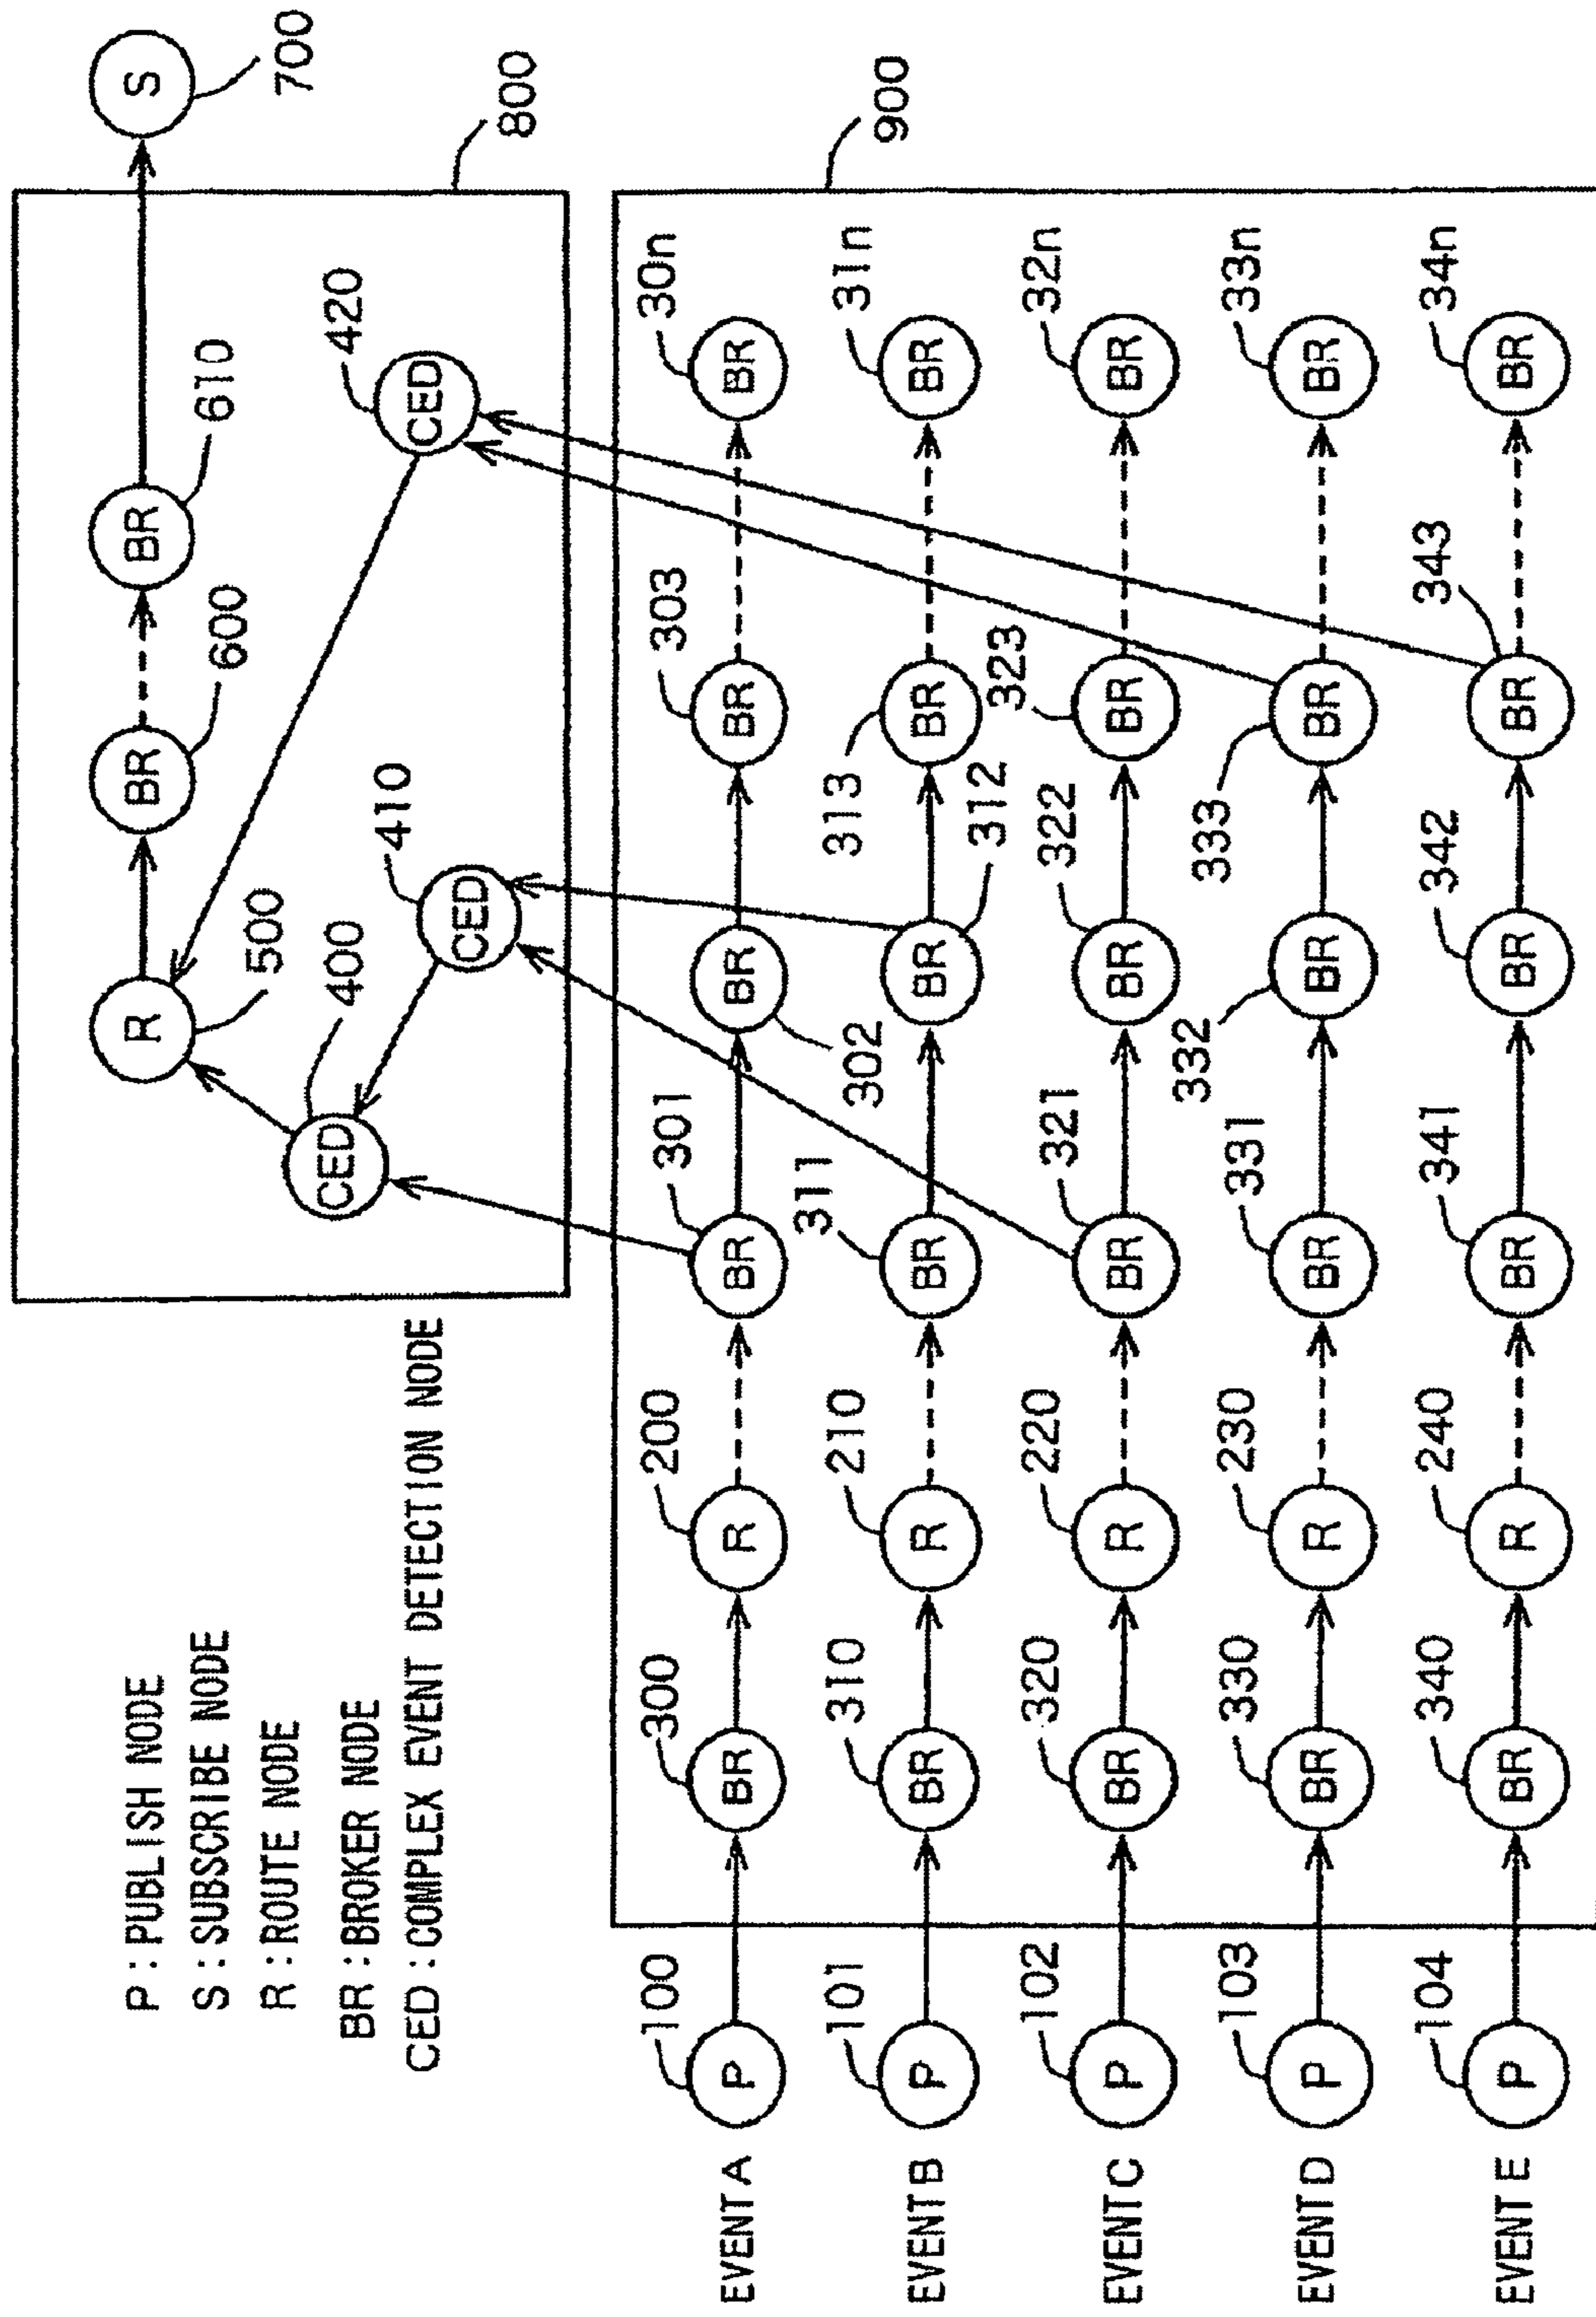 P : PUBLISH NODE
S : SUBSCRIBE NODE
R : ROUTE NODE
BR : BROKER NODE
CED : COMPLEX EVENT DETECTION NODE
R
BR
BR
S
500
600
610
700
CED
400
CED
410
CED
420
800
900
EVENT A
P
100
BR
300
R
200
BR
301
BR
302
BR
303
BR
30n
EVENT B
P
101
BR
310
R
210
BR
311
BR
312
BR
313
BR
31n
EVENT C
P
102
BR
320
R
220
BR
321
BR
322
BR
323
BR
32n
EVENT D
P
103
BR
330
R
230
BR
331
BR
332
BR
333
BR
33n
EVENT E
P
104
BR
340
R
240
BR
341
BR
342
BR
343
BR
34n